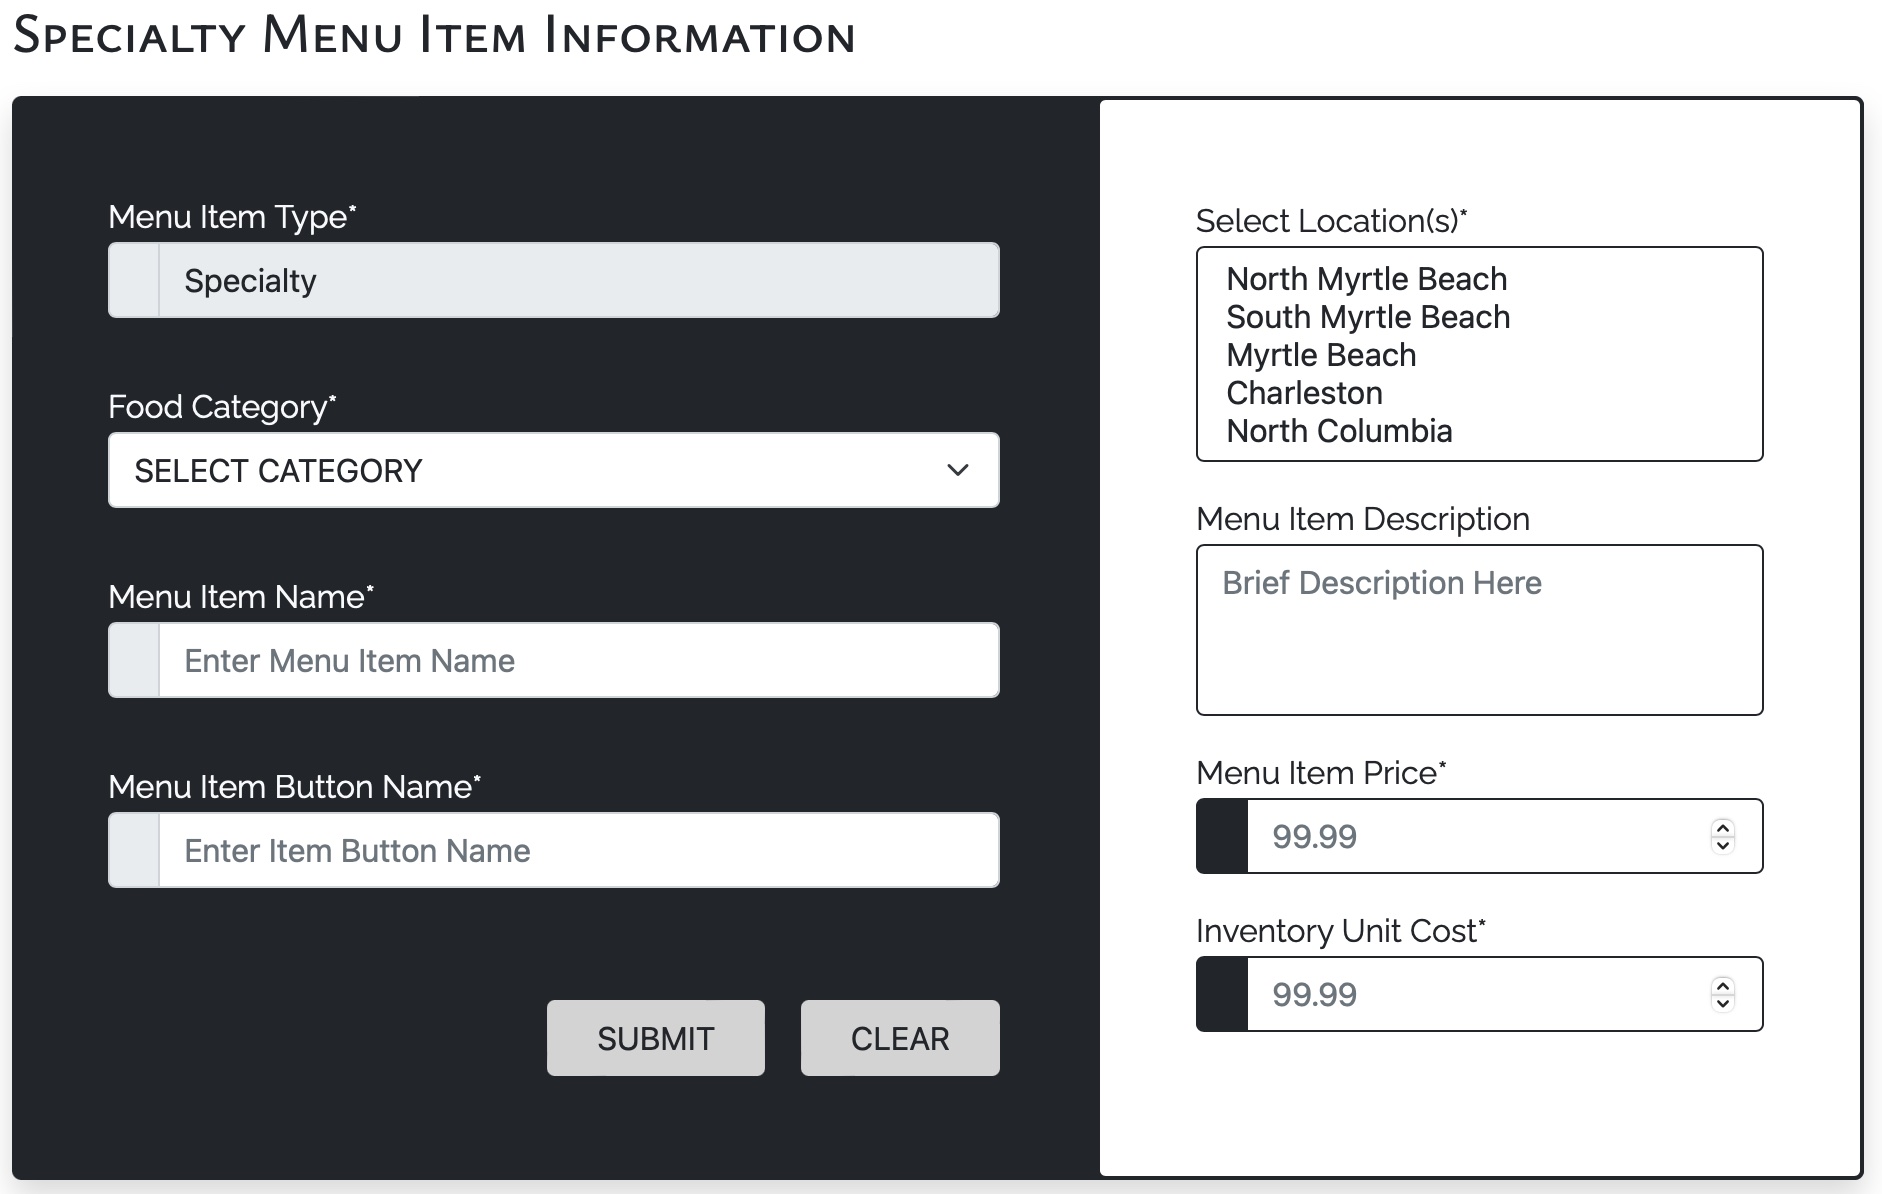 Specialty Menu Item Information
Menu Item Type*
Specialty
Food Category*
SELECT CATEGORY
Menu Item Name*
Enter Menu Item Name
Menu Item Button Name*
Enter Item Button Name
SUBMIT CLEAR
Select Location(s)*
North Myrtle Beach
South Myrtle Beach
Myrtle Beach
Charleston
North Columbia
Menu Item Description
Brief Description Here
Menu Item Price*
99.99
Inventory Unit Cost*
99.99